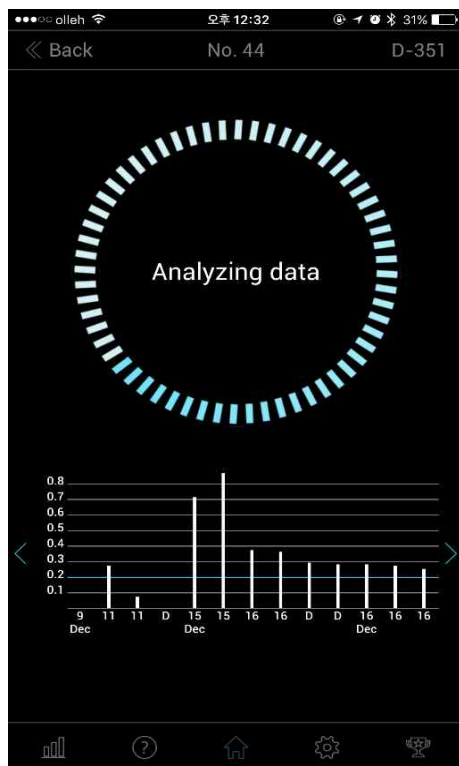 olleh 오후 12:32 31%
Back No. 44 D-351
Analyzing data
0.8
0.7
0.6
0.5
0.4
0.3
0.2
0.1
9 11 11 D 15 15 16 16 D D 16 16 16
Dec Dec Dec
?